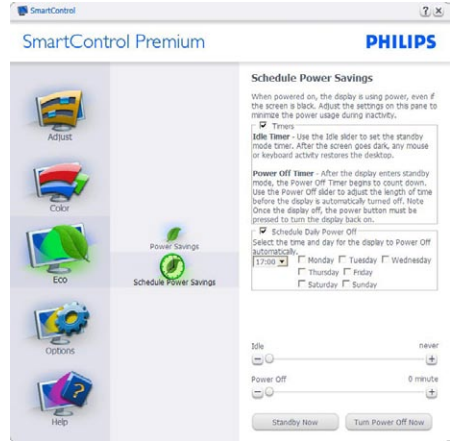 SmartControl
SmartControl Premium
PHILIPS
Adjust
Color
Eco
Options
Help
Power Savings
Schedule Power Savings
Schedule Power Savings
When powered on, the display is using power, even if
the screen is black. Adjust the settings on this pane to
minimize the power usage during inactivity.
Timers
Idle Timer - Use the Idle slider to set the standby
mode timer. After the screen goes dark, any mouse
or keyboard activity restores the desktop.
Power Off Timer - After the display enters standby
mode, the Power Off Timer begins to count down.
Use the Power Off slider to adjust the length of time
before the display is automatically turned off. Note
Once the display off, the power button must be
pressed to turn the display back on.
Schedule Daily Power Off
Select the time and day for the display to Power Off
automatically.
17:00 Monday Tuesday Wednesday
Thursday Friday
Saturday Sunday
Idle never
Power Off 0 minute
Standby Now Turn Power Off Now